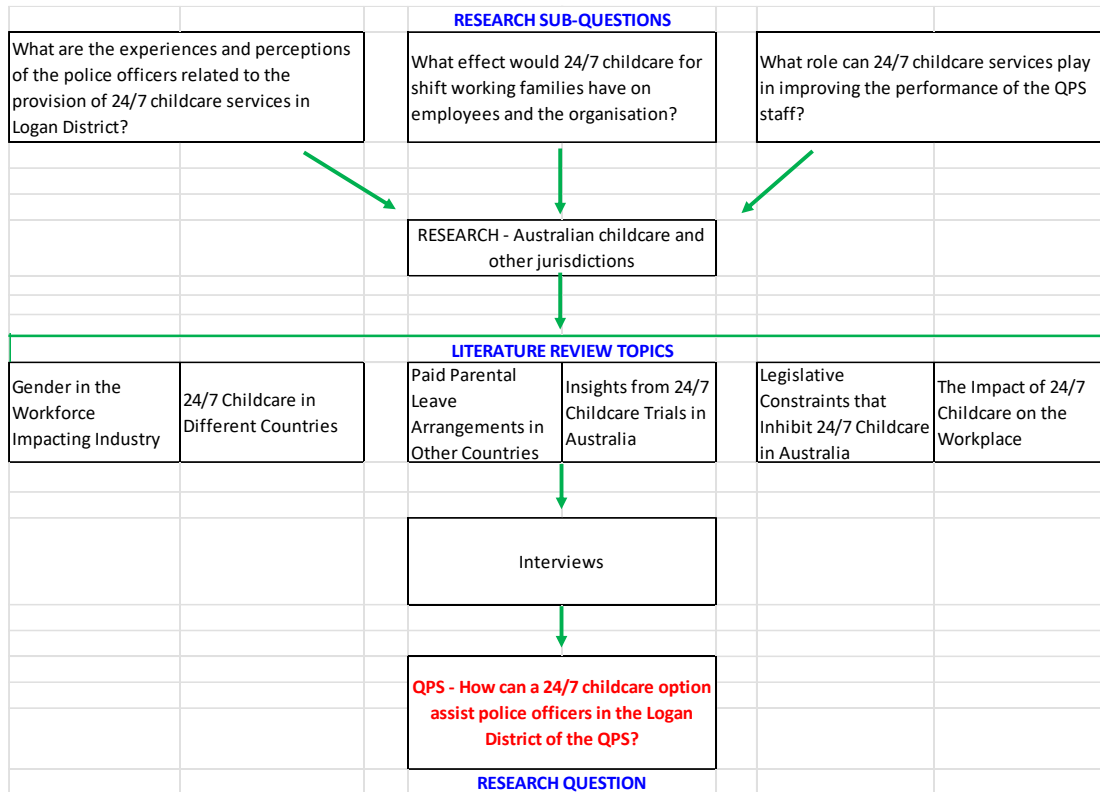 RESEARCH SUB-QUESTIONS
What are the experiences and perceptions
of the police officers related to the
provision of 24/7 childcare services in
Logan District?
What effect would 24/7 childcare for
shift working families have on
employees and the organisation?
What role can 24/7 childcare services play
in improving the performance of the QPS
staff?
RESEARCH - Australian childcare and
other jurisdictions
LITERATURE REVIEW TOPICS
Gender in the
Workforce
Impacting Industry
24/7 Childcare in
Different Countries
Paid Parental
Leave
Arrangements in
Other Countries
Insights from 24/7
Childcare Trials in
Australia
Legislative
Constraints that
Inhibit 24/7 Childcare
in Australia
The Impact of 24/7
Childcare on the
Workplace
Interviews
QPS - How can a 24/7 childcare option
assist police officers in the Logan
District of the QPS?
RESEARCH QUESTION